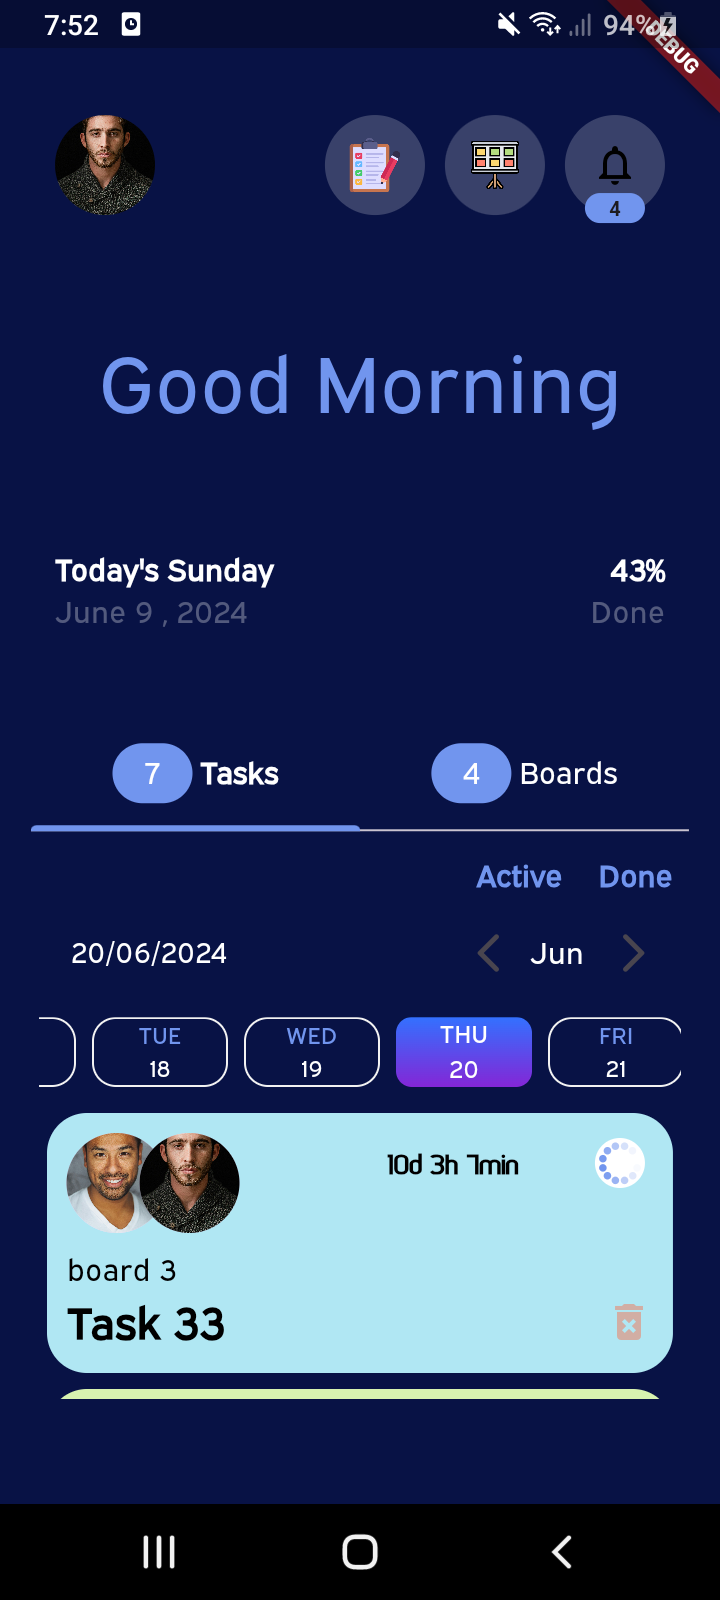 7:52
94%
DEBUG
4
Good Morning
Today's Sunday
43%
June 9 , 2024
Done
7 Tasks
4 Boards
Active Done
20/06/2024
Jun
TUE
18
WED
19
THU
20
FRI
21
10d 3h 7min
board 3
Task 33